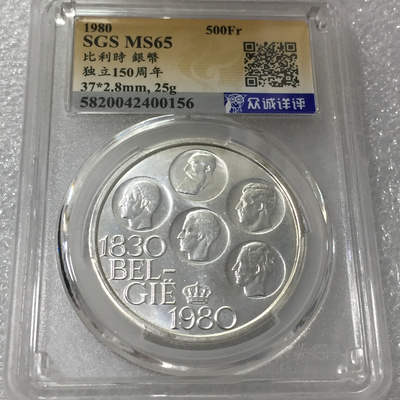 1980 500Fr
SGS MS65
比利時 銀幣
独立150周年
37*2.8mm, 25g
5820042400156
众诚详评
1830
BEL-
GIË
1980